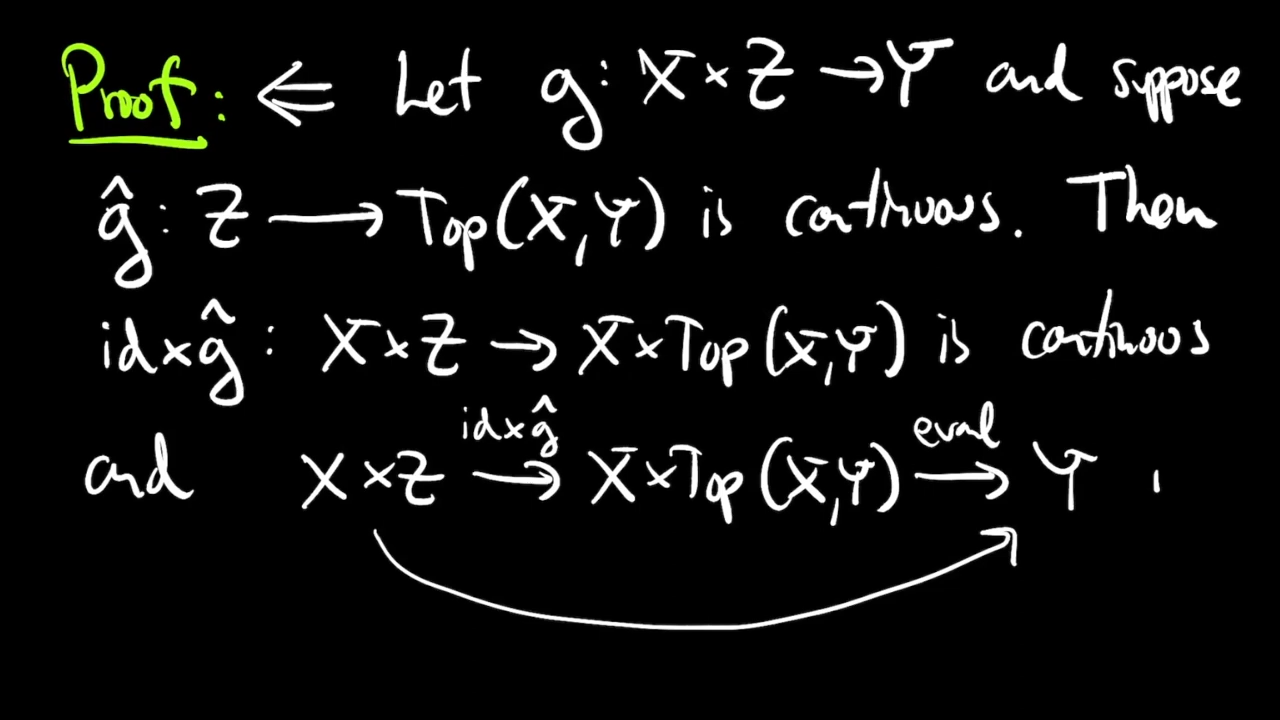 Proof: ⇐ Let g: X × Z → Y and suppose
ĝ: Z → Top(X,Y) is continuous. Then
id×ĝ: X × Z → X × Top(X,Y) is continuous
id×ĝ eval
and X × Z → X × Top(X,Y) → Y